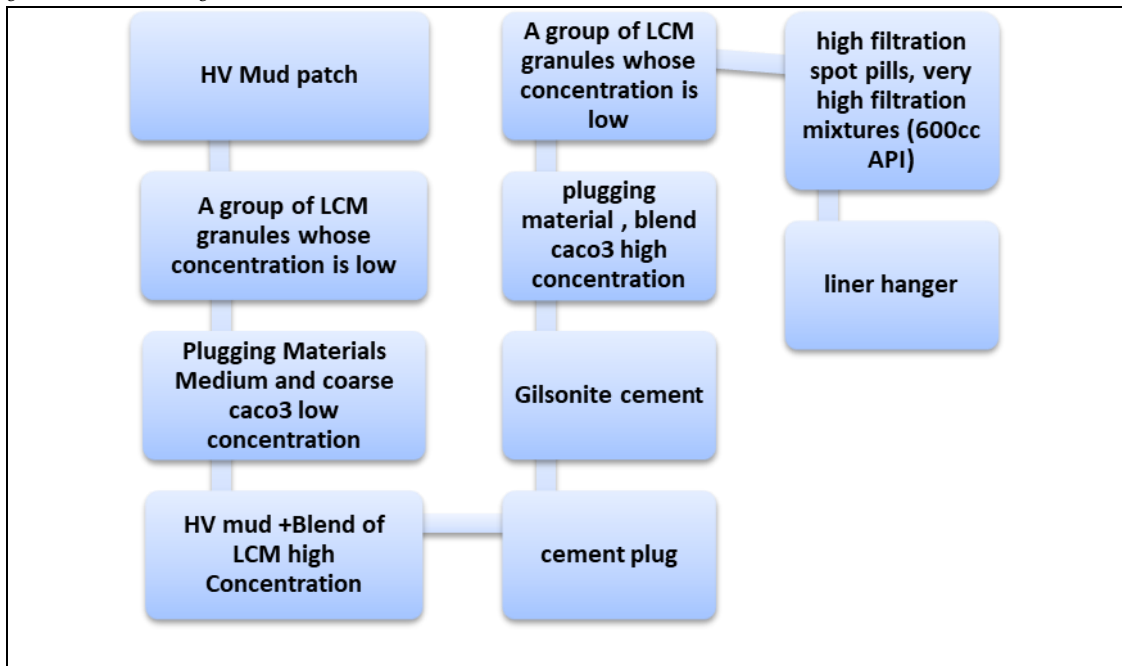 HV Mud patch
A group of LCM
granules whose
concentration is low
Plugging Materials
Medium and coarse
caco3 low
concentration
HV mud +Blend of
LCM high
Concentration
cement plug
Gilsonite cement
plugging
material , blend
caco3 high
concentration
A group of LCM
granules whose
concentration is
low
high filtration
spot pills, very
high filtration
mixtures (600cc
API)
liner hanger